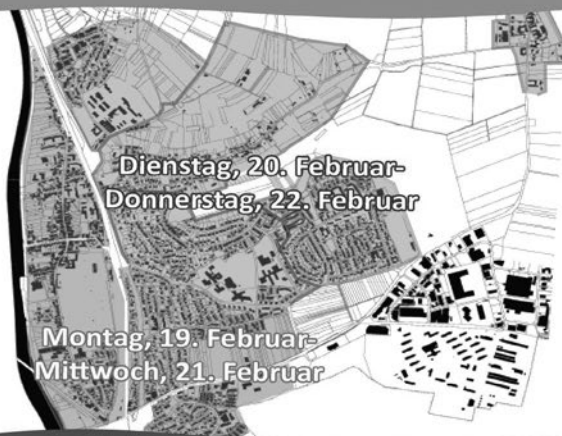 Dienstag, 20. Februar-
Donnerstag, 22. Februar
Montag, 19. Februar-
Mittwoch, 21. Februar